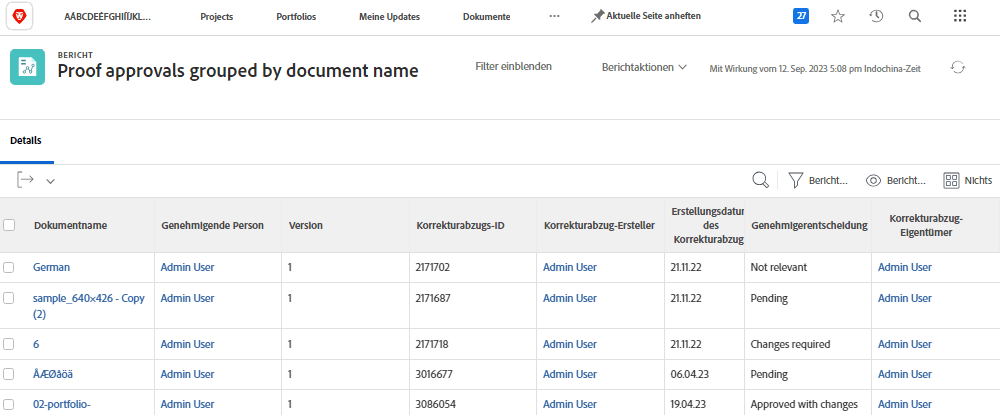 AÁBCDEÉFGHIÍÏJKL... Projects Portfolios Meine Updates Dokumente ... Aktuelle Seite anheften 27
BERICHT
Proof approvals grouped by document name
Filter einblenden Berichtaktionen Mit Wirkung vom 12. Sep. 2023 5:08 pm Indochina-Zeit
Details
Bericht... Bericht... Nichts
Dokumentname Genehmigende Person Version Korrekturabzugs-ID Korrekturabzug-Ersteller Erstellungsdatum des Korrekturabzug Genehmigerentscheidung Korrekturabzug-Eigentümer
German Admin User 1 2171702 Admin User 21.11.22 Not relevant Admin User
sample_640×426 - Copy (2) Admin User 1 2171687 Admin User 21.11.22 Pending Admin User
6 Admin User 1 2171718 Admin User 21.11.22 Changes required Admin User
ÅÆØåöä Admin User 1 3016677 Admin User 06.04.23 Pending Admin User
02-portfolio- Admin User 1 3086054 Admin User 19.04.23 Approved with changes Admin User